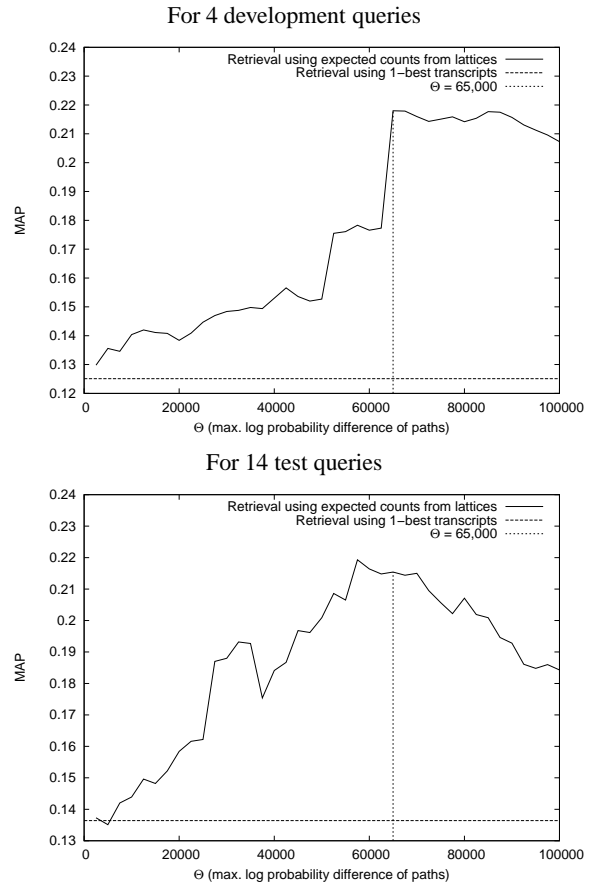 For 4 development queries
0.24
0.23
0.22
0.21
0.2
0.19
0.18
0.17
0.16
0.15
0.14
0.13
0.12
MAP
Retrieval using expected counts from lattices
Retrieval using 1-best transcripts
Θ = 65,000
0 20000 40000 60000 80000 100000
Θ (max. log probability difference of paths)
For 14 test queries
0.24
0.23
0.22
0.21
0.2
0.19
0.18
0.17
0.16
0.15
0.14
0.13
MAP
Retrieval using expected counts from lattices
Retrieval using 1-best transcripts
Θ = 65,000
0 20000 40000 60000 80000 100000
Θ (max. log probability difference of paths)